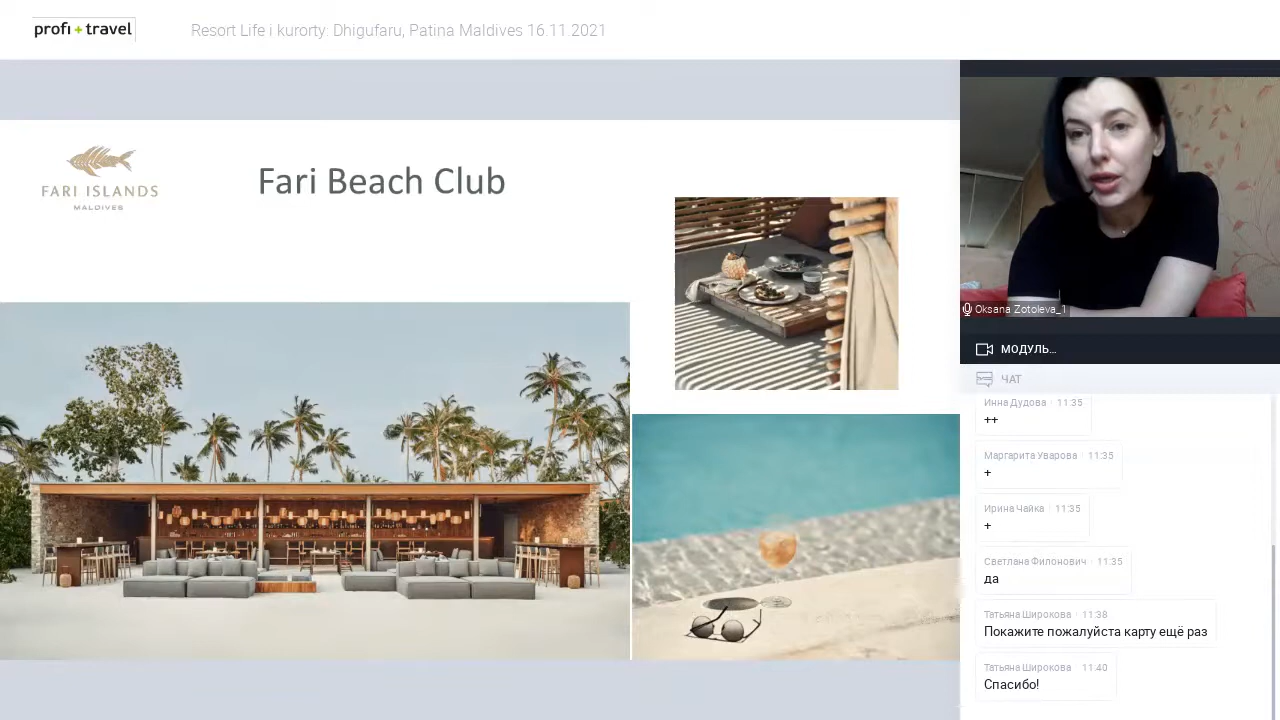 profi + travel
Resort Life i kurorty: Dhigufaru, Patina Maldives 16.11.2021
FARI ISLANDS
MALDIVES
Fari Beach Club
Oksana Zotoleva_1
МОДУЛЬ...
ЧАТ
Инна Дудова 11:35
++
Маргарита Уварова 11:35
+
Ирина Чайка 11:35
+
Светлана Филонович 11:35
да
Татьяна Широкова 11:38
Покажите пожалуйста карту ещё раз
Татьяна Широкова 11:40
Спасибо!